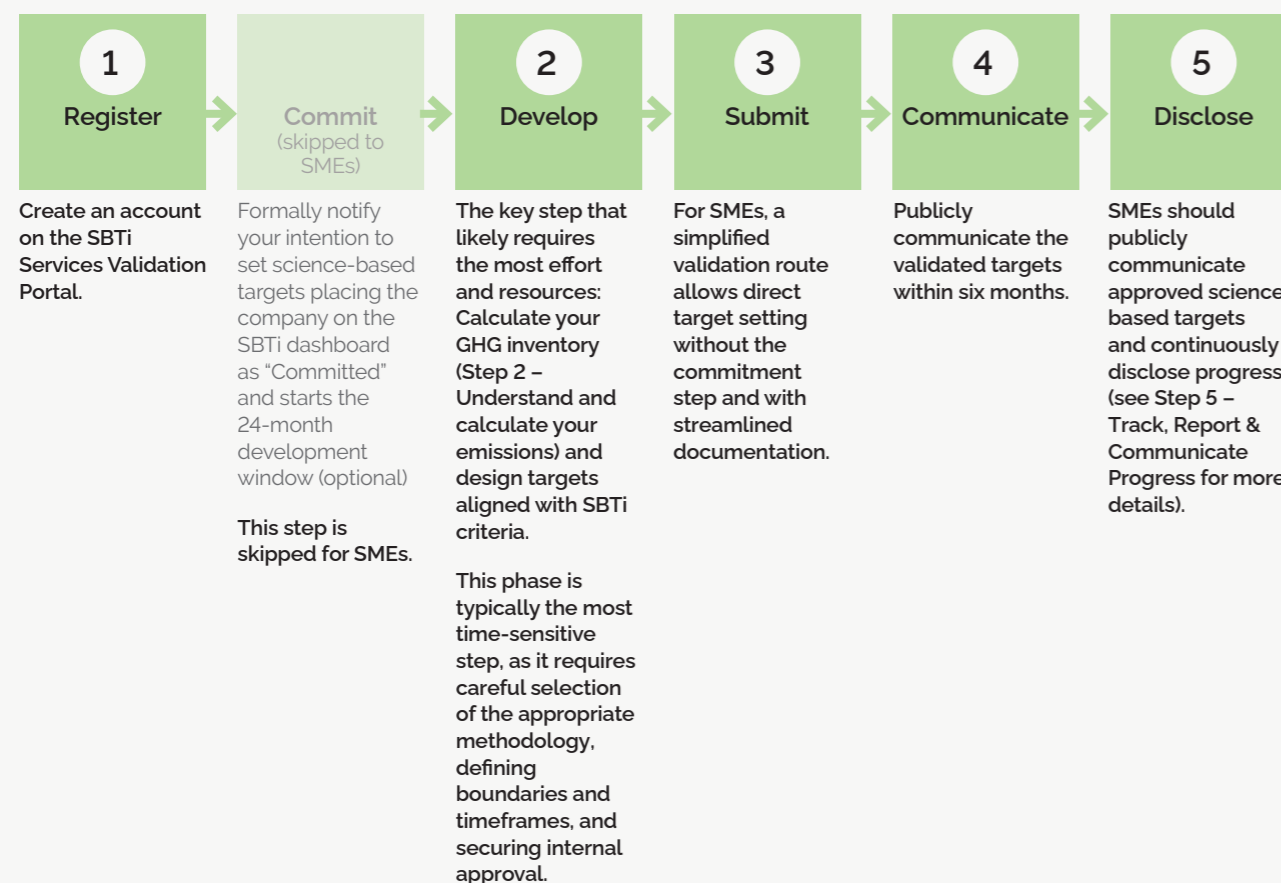 1
Register
Create an account
on the SBTi
Services Validation
Portal.
Commit
(skipped to
SMEs)
Formally notify
your intention to
set science-based
targets placing the
company on the
SBTi dashboard
as “Committed”
and starts the
24-month
development
window (optional)
This step is
skipped for SMEs.
2
Develop
The key step that
likely requires
the most effort
and resources:
Calculate your
GHG inventory
(Step 2 –
Understand and
calculate your
emissions) and
design targets
aligned with SBTi
criteria.
This phase is
typically the most
time-sensitive
step, as it requires
careful selection
of the appropriate
methodology,
defining
boundaries and
timeframes, and
securing internal
approval.
3
Submit
For SMEs, a
simplified
validation route
allows direct
target setting
without the
commitment
step and with
streamlined
documentation.
4
Communicate
Publicly
communicate the
validated targets
within six months.
5
Disclose
SMEs should
publicly
communicate
approved science
based targets
and continuously
disclose progress
(see Step 5 –
Track, Report &
Communicate
Progress for more
details).